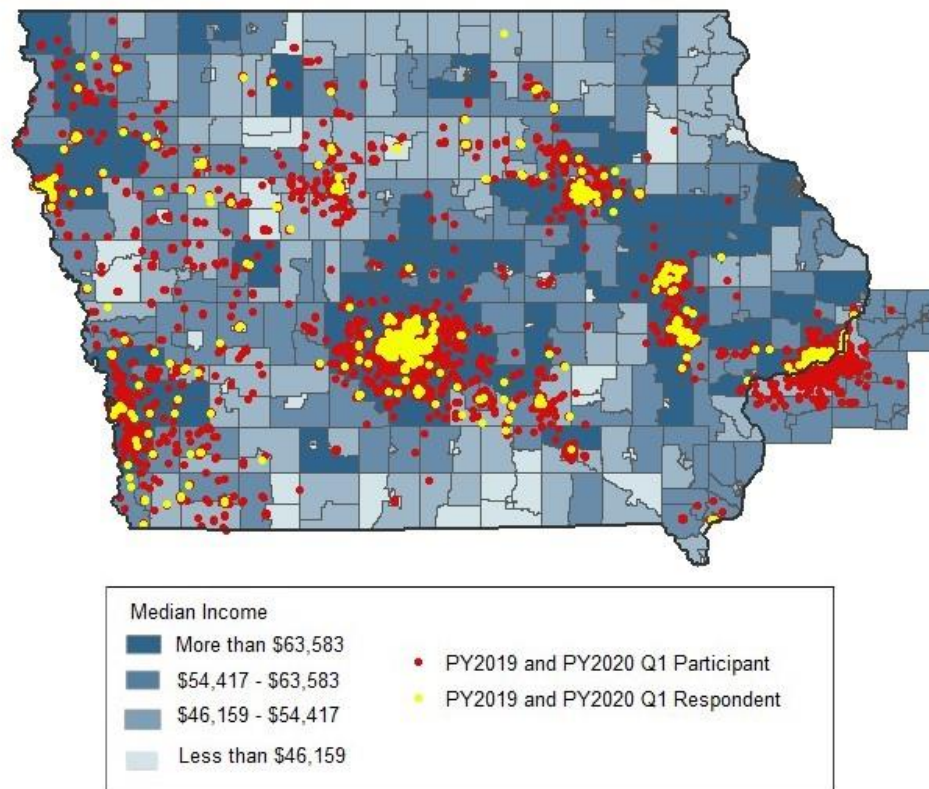 Median Income
More than $63,583
$54,417 - $63,583
$46,159 - $54,417
Less than $46,159
PY2019 and PY2020 Q1 Participant
PY2019 and PY2020 Q1 Respondent